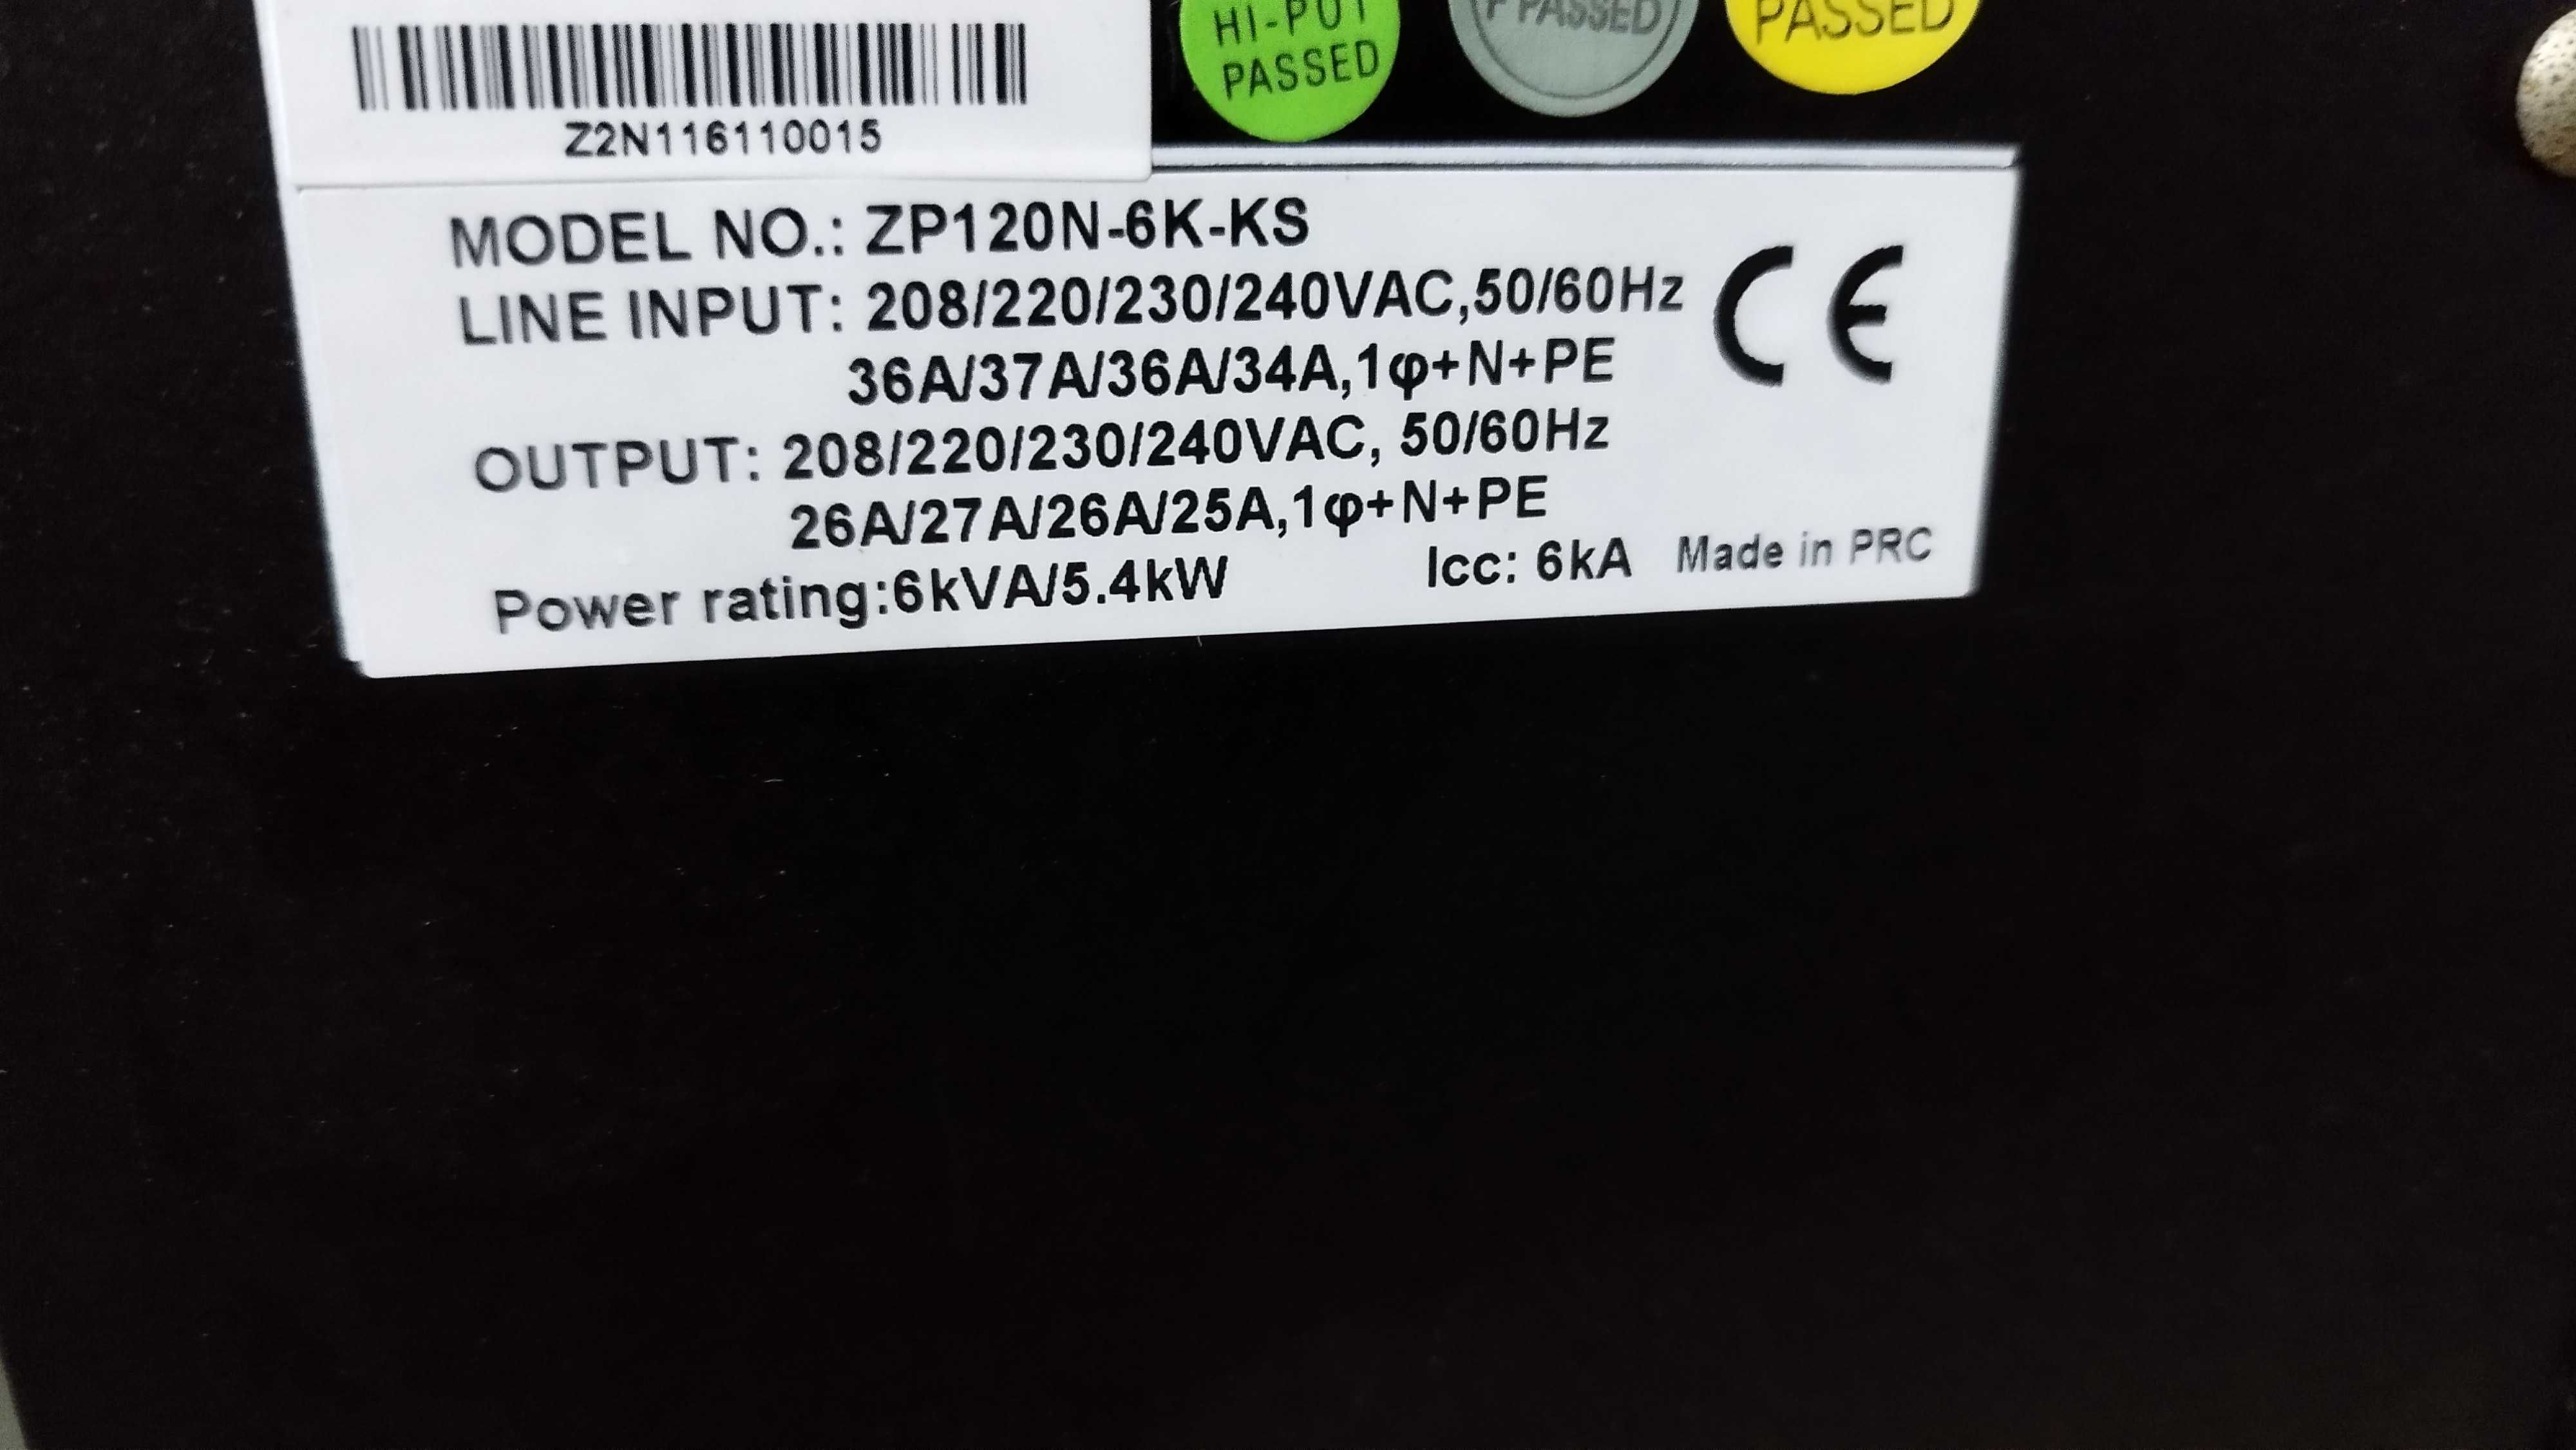 HI-POT
PASSED
PASSED
PASSED
Z2N116110015
MODEL NO.: ZP120N-6K-KS
LINE INPUT: 208/220/230/240VAC,50/60Hz
36A/37A/36A/34A,1φ+N+PE
CE
OUTPUT: 208/220/230/240VAC, 50/60Hz
26A/27A/26A/25A,1φ+N+PE
Power rating:6kVA/5.4kW Icc: 6kA Made in PRC